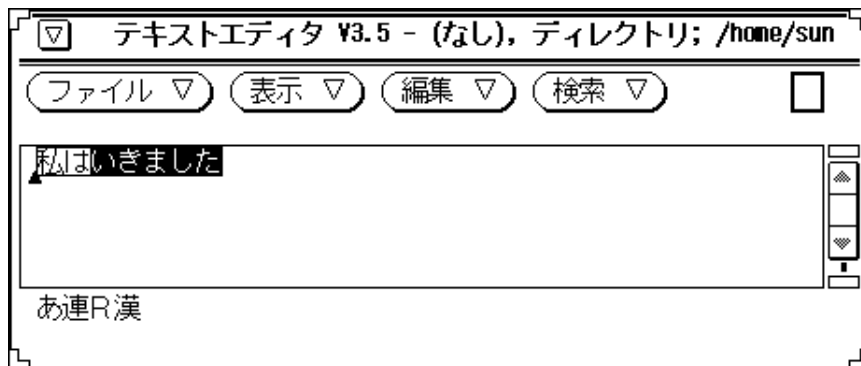 テキストエディタ V3.5 - (なし), ディレクトリ; /home/sun
ファイル 表示 編集 検索
私はいきました
あ連R漢